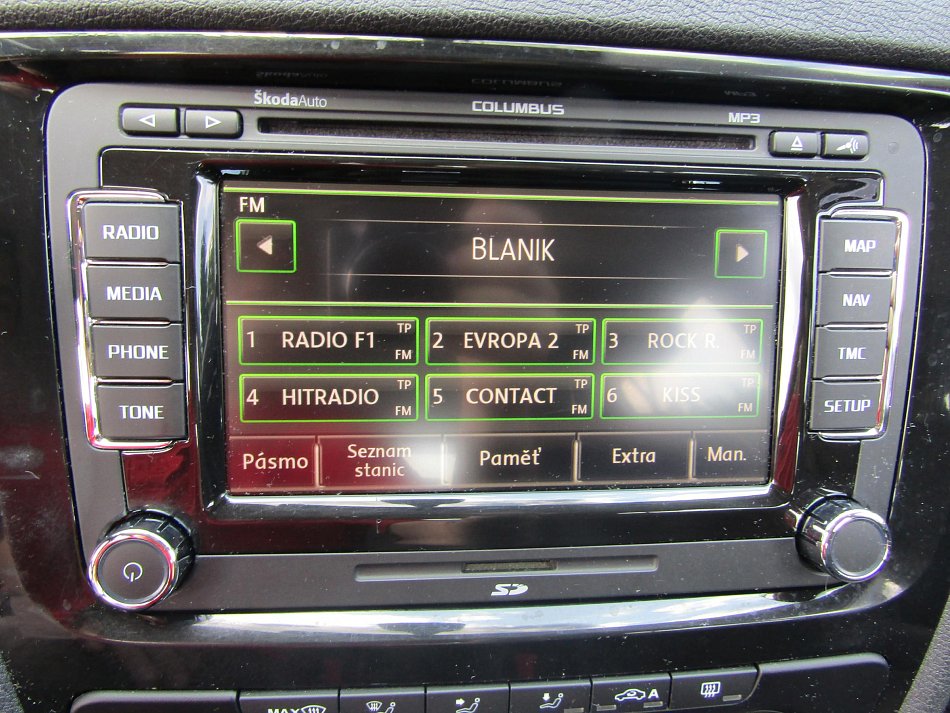 ŠkodaAuto
COLUMBUS
MP3
FM
RADIO
MEDIA
PHONE
TONE
BLANIK
1 RADIO F1 TP FM
2 EVROPA 2 TP FM
3 ROCK R. TP FM
4 HITRADIO TP FM
5 CONTACT TP FM
6 KISS TP FM
Pásmo
Seznam
stanic
Paměť
Extra
Man.
MAP
NAV
TMC
SETUP
SD
MAX
A